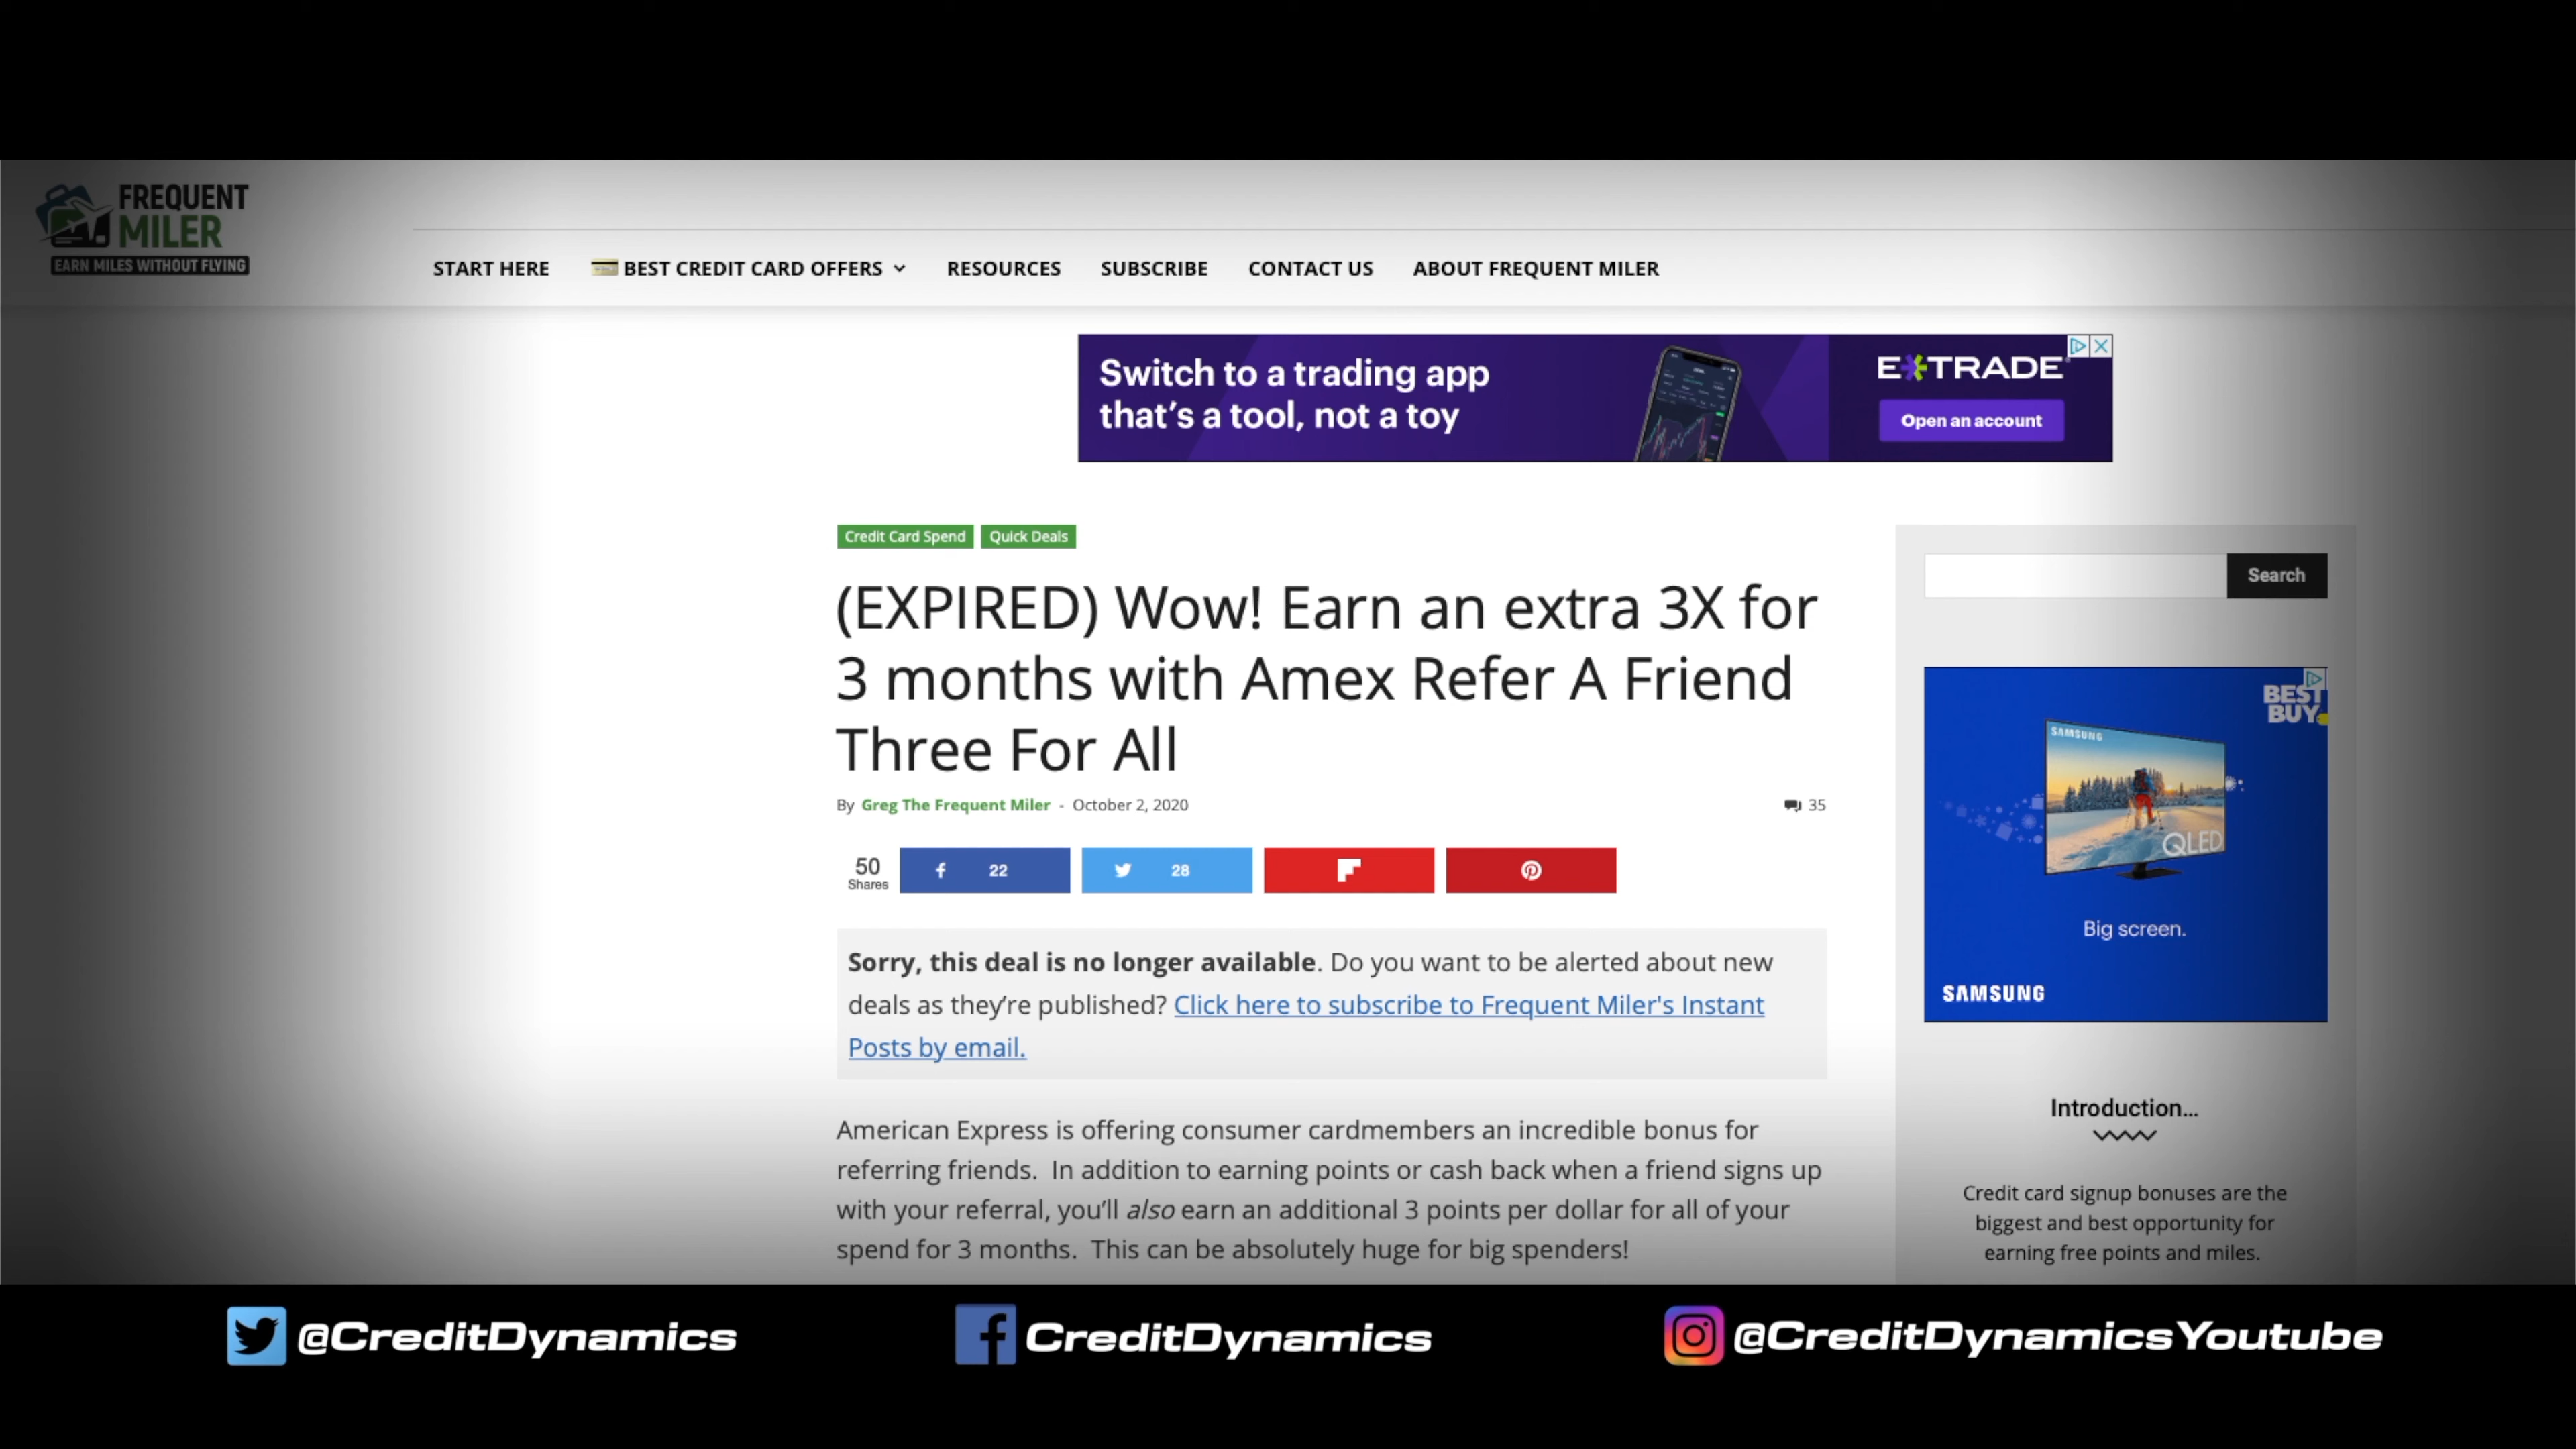 FREQUENT
MILER
EARN MILES WITHOUT FLYING
START HERE
BEST CREDIT CARD OFFERS
RESOURCES
SUBSCRIBE
CONTACT US
ABOUT FREQUENT MILER
Switch to a trading app
that's a tool, not a toy
E*TRADE
Open an account
Credit Card Spend
Quick Deals
(EXPIRED) Wow! Earn an extra 3X for
3 months with Amex Refer A Friend
Three For All
By Greg The Frequent Miler - October 2, 2020
35
50
Shares
22
28
Sorry, this deal is no longer available. Do you want to be alerted about new
deals as they’re published? Click here to subscribe to Frequent Miler's Instant
Posts by email.
American Express is offering consumer cardmembers an incredible bonus for
referring friends. In addition to earning points or cash back when a friend signs up
with your referral, you’ll also earn an additional 3 points per dollar for all of your
spend for 3 months. This can be absolutely huge for big spenders!
Search
BEST
BUY
SAMSUNG
QLED
Big screen.
SAMSUNG
Introduction…
Credit card signup bonuses are the
biggest and best opportunity for
earning free points and miles.
@CreditDynamics
CreditDynamics
@CreditDynamicsYoutube